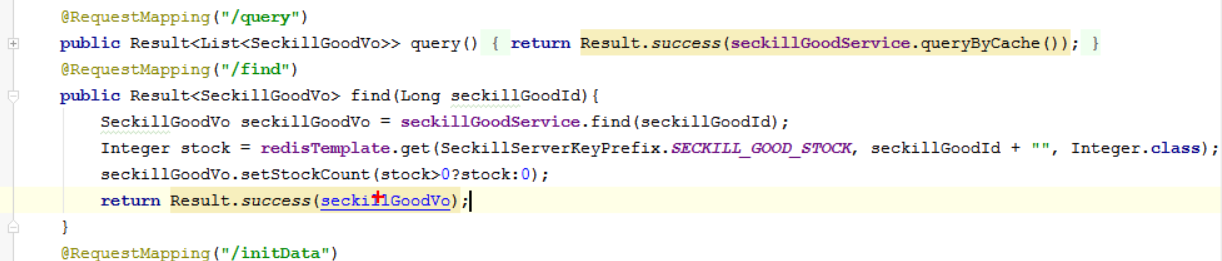 @RequestMapping("/query")
public Result<List<SeckillGoodVo>> query() { return Result.success(seckillGoodService.queryByCache()); }
@RequestMapping("/find")
public Result<SeckillGoodVo> find(Long seckillGoodId){
SeckillGoodVo seckillGoodVo = seckillGoodService.find(seckillGoodId);
Integer stock = redisTemplate.get(SeckillServerKeyPrefix.SECKILL_GOOD_STOCK, seckillGoodId + "", Integer.class);
seckillGoodVo.setStockCount(stock>0?stock:0);
return Result.success(seckillGoodVo);
}
@RequestMapping("/initData")